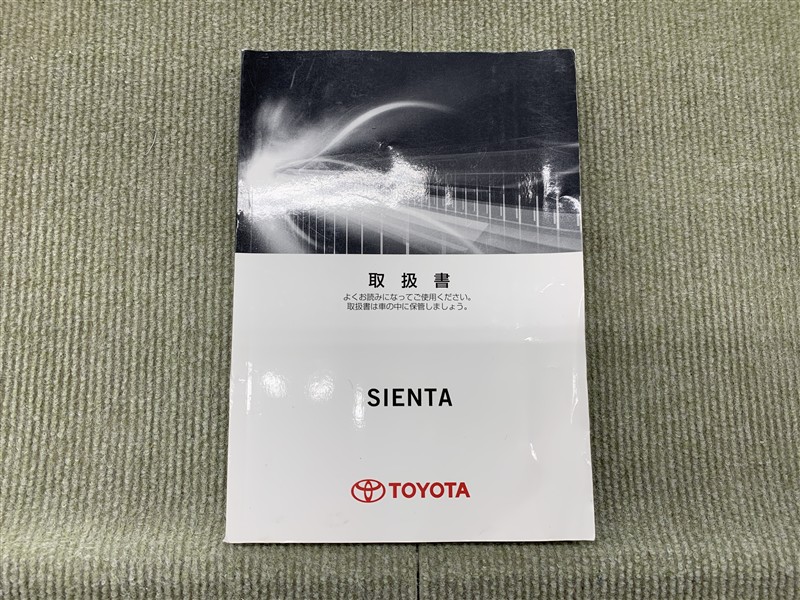 取扱書
よくお読みになってご使用ください。
取扱書は車の中に保管しましょう。
SIENTA
TOYOTA